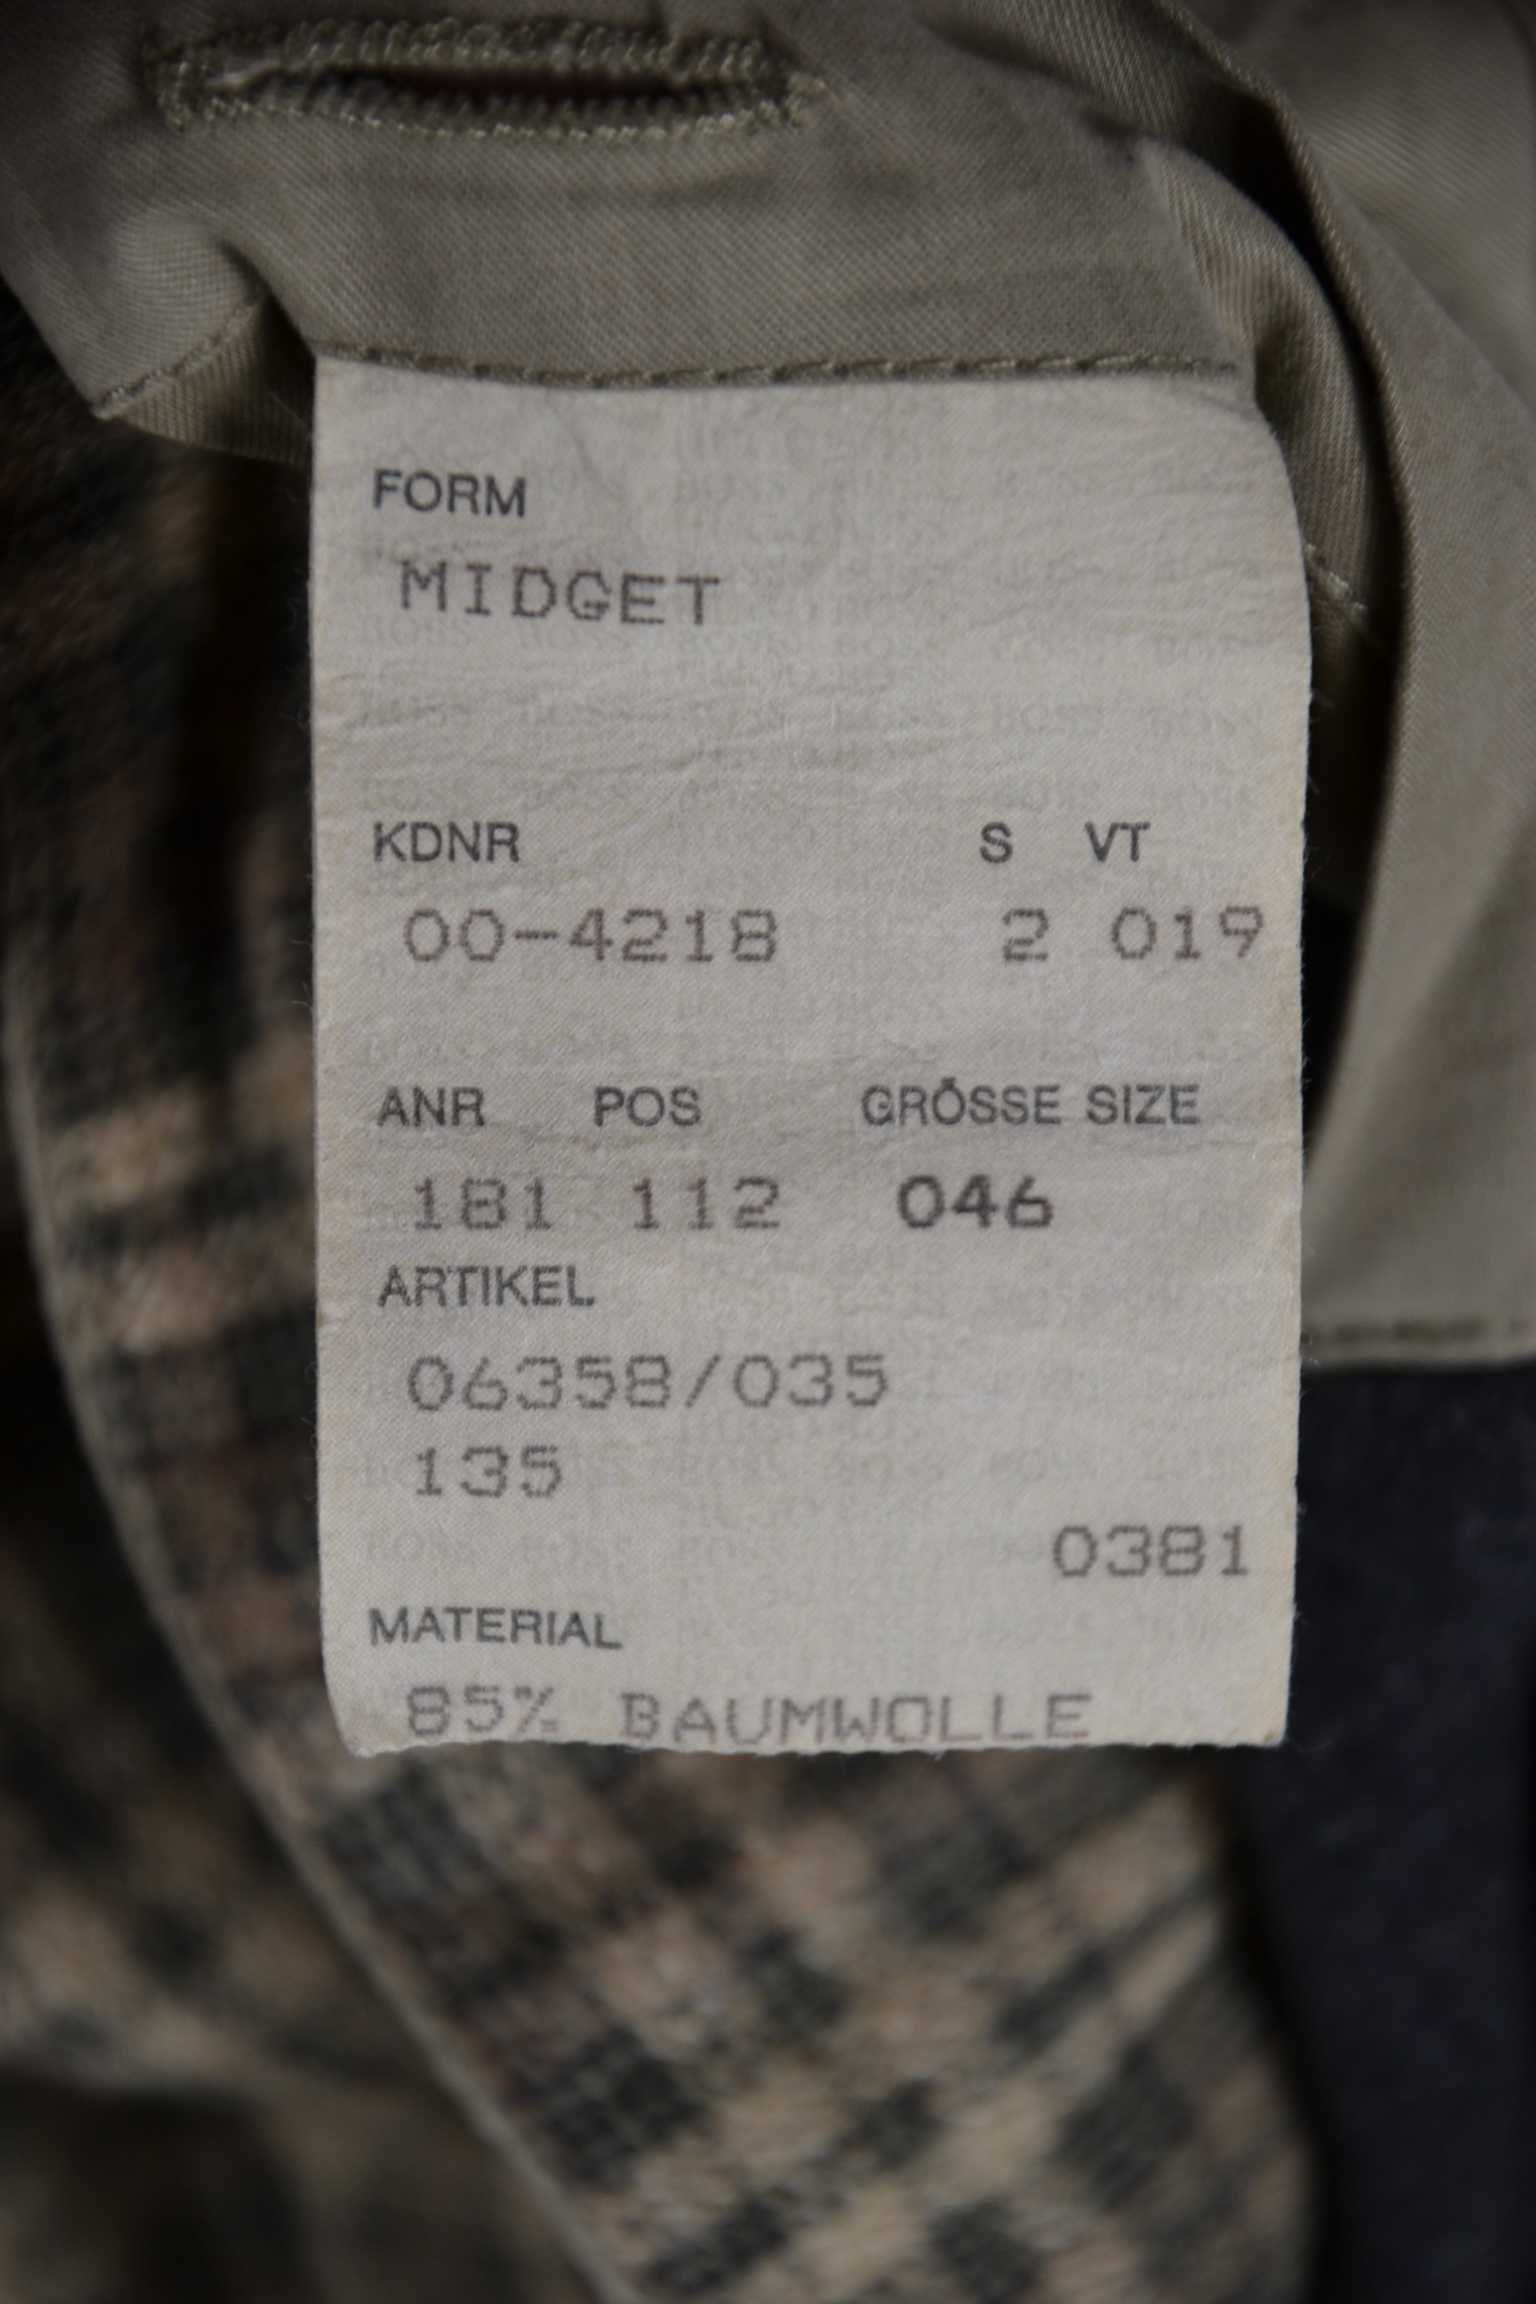 FORM
MIDGET
KDNR S VT
00-4218 2 019
ANR POS GRÖSSE SIZE
181 112 046
ARTIKEL
06358/035
135
0381
MATERIAL
85% BAUMWOLLE